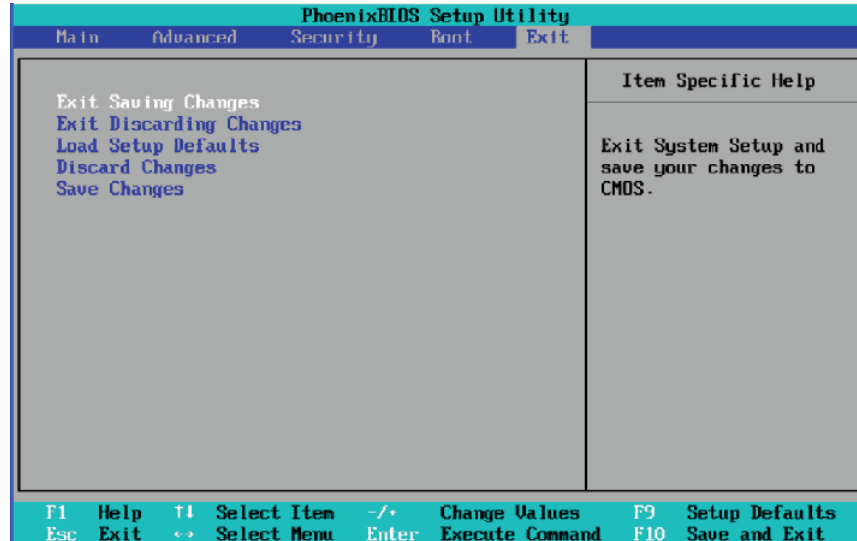 PhoenixBIOS Setup Utility
Main Advanced Security Boot Exit
Item Specific Help
Exit Saving Changes
Exit Discarding Changes
Load Setup Defaults
Discard Changes
Save Changes
Exit System Setup and
save your changes to
CMOS.
F1 Help ↑↓ Select Item -/+ Change Values F9 Setup Defaults
Esc Exit ↔ Select Menu Enter Execute Command F10 Save and Exit